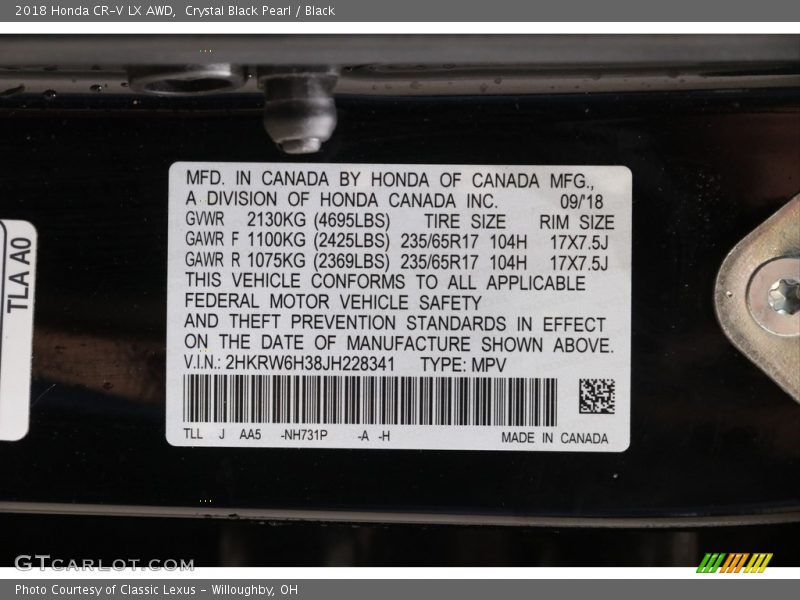 2018 Honda CR-V LX AWD, Crystal Black Pearl / Black
MFD. IN CANADA BY HONDA OF CANADA MFG.,
A DIVISION OF HONDA CANADA INC. 09/'18
GVWR 2130KG (4695LBS) TIRE SIZE RIM SIZE
GAWR F 1100KG (2425LBS) 235/65R17 104H 17X7.5J
GAWR R 1075KG (2369LBS) 235/65R17 104H 17X7.5J
THIS VEHICLE CONFORMS TO ALL APPLICABLE
FEDERAL MOTOR VEHICLE SAFETY
AND THEFT PREVENTION STANDARDS IN EFFECT
ON THE DATE OF MANUFACTURE SHOWN ABOVE.
V.I.N.: 2HKRW6H38JH228341 TYPE: MPV
TLL J AA5 -NH731P -A -H MADE IN CANADA
TLA A0
GTCARLOT.COM
Photo Courtesy of Classic Lexus - Willoughby, OH